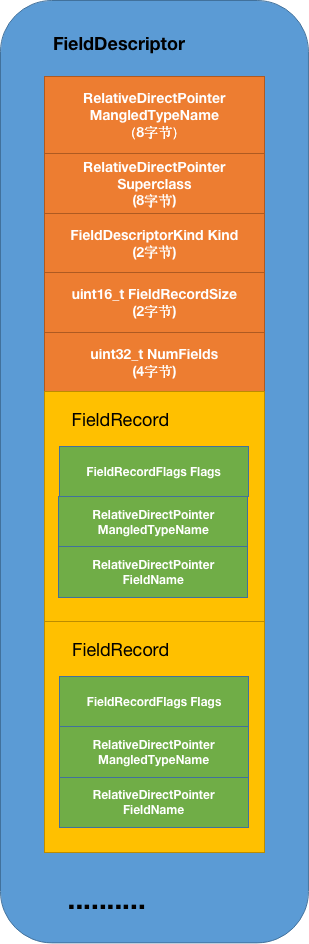 FieldDescriptor
RelativeDirectPointer
MangledTypeName
(8字节)
RelativeDirectPointer
Superclass
(8字节)
FieldDescriptorKind Kind
(2字节)
uint16_t FieldRecordSize
(2字节)
uint32_t NumFields
(4字节)
FieldRecord
FieldRecordFlags Flags
RelativeDirectPointer
MangledTypeName
RelativeDirectPointer
FieldName
FieldRecord
FieldRecordFlags Flags
RelativeDirectPointer
MangledTypeName
RelativeDirectPointer
FieldName
..........